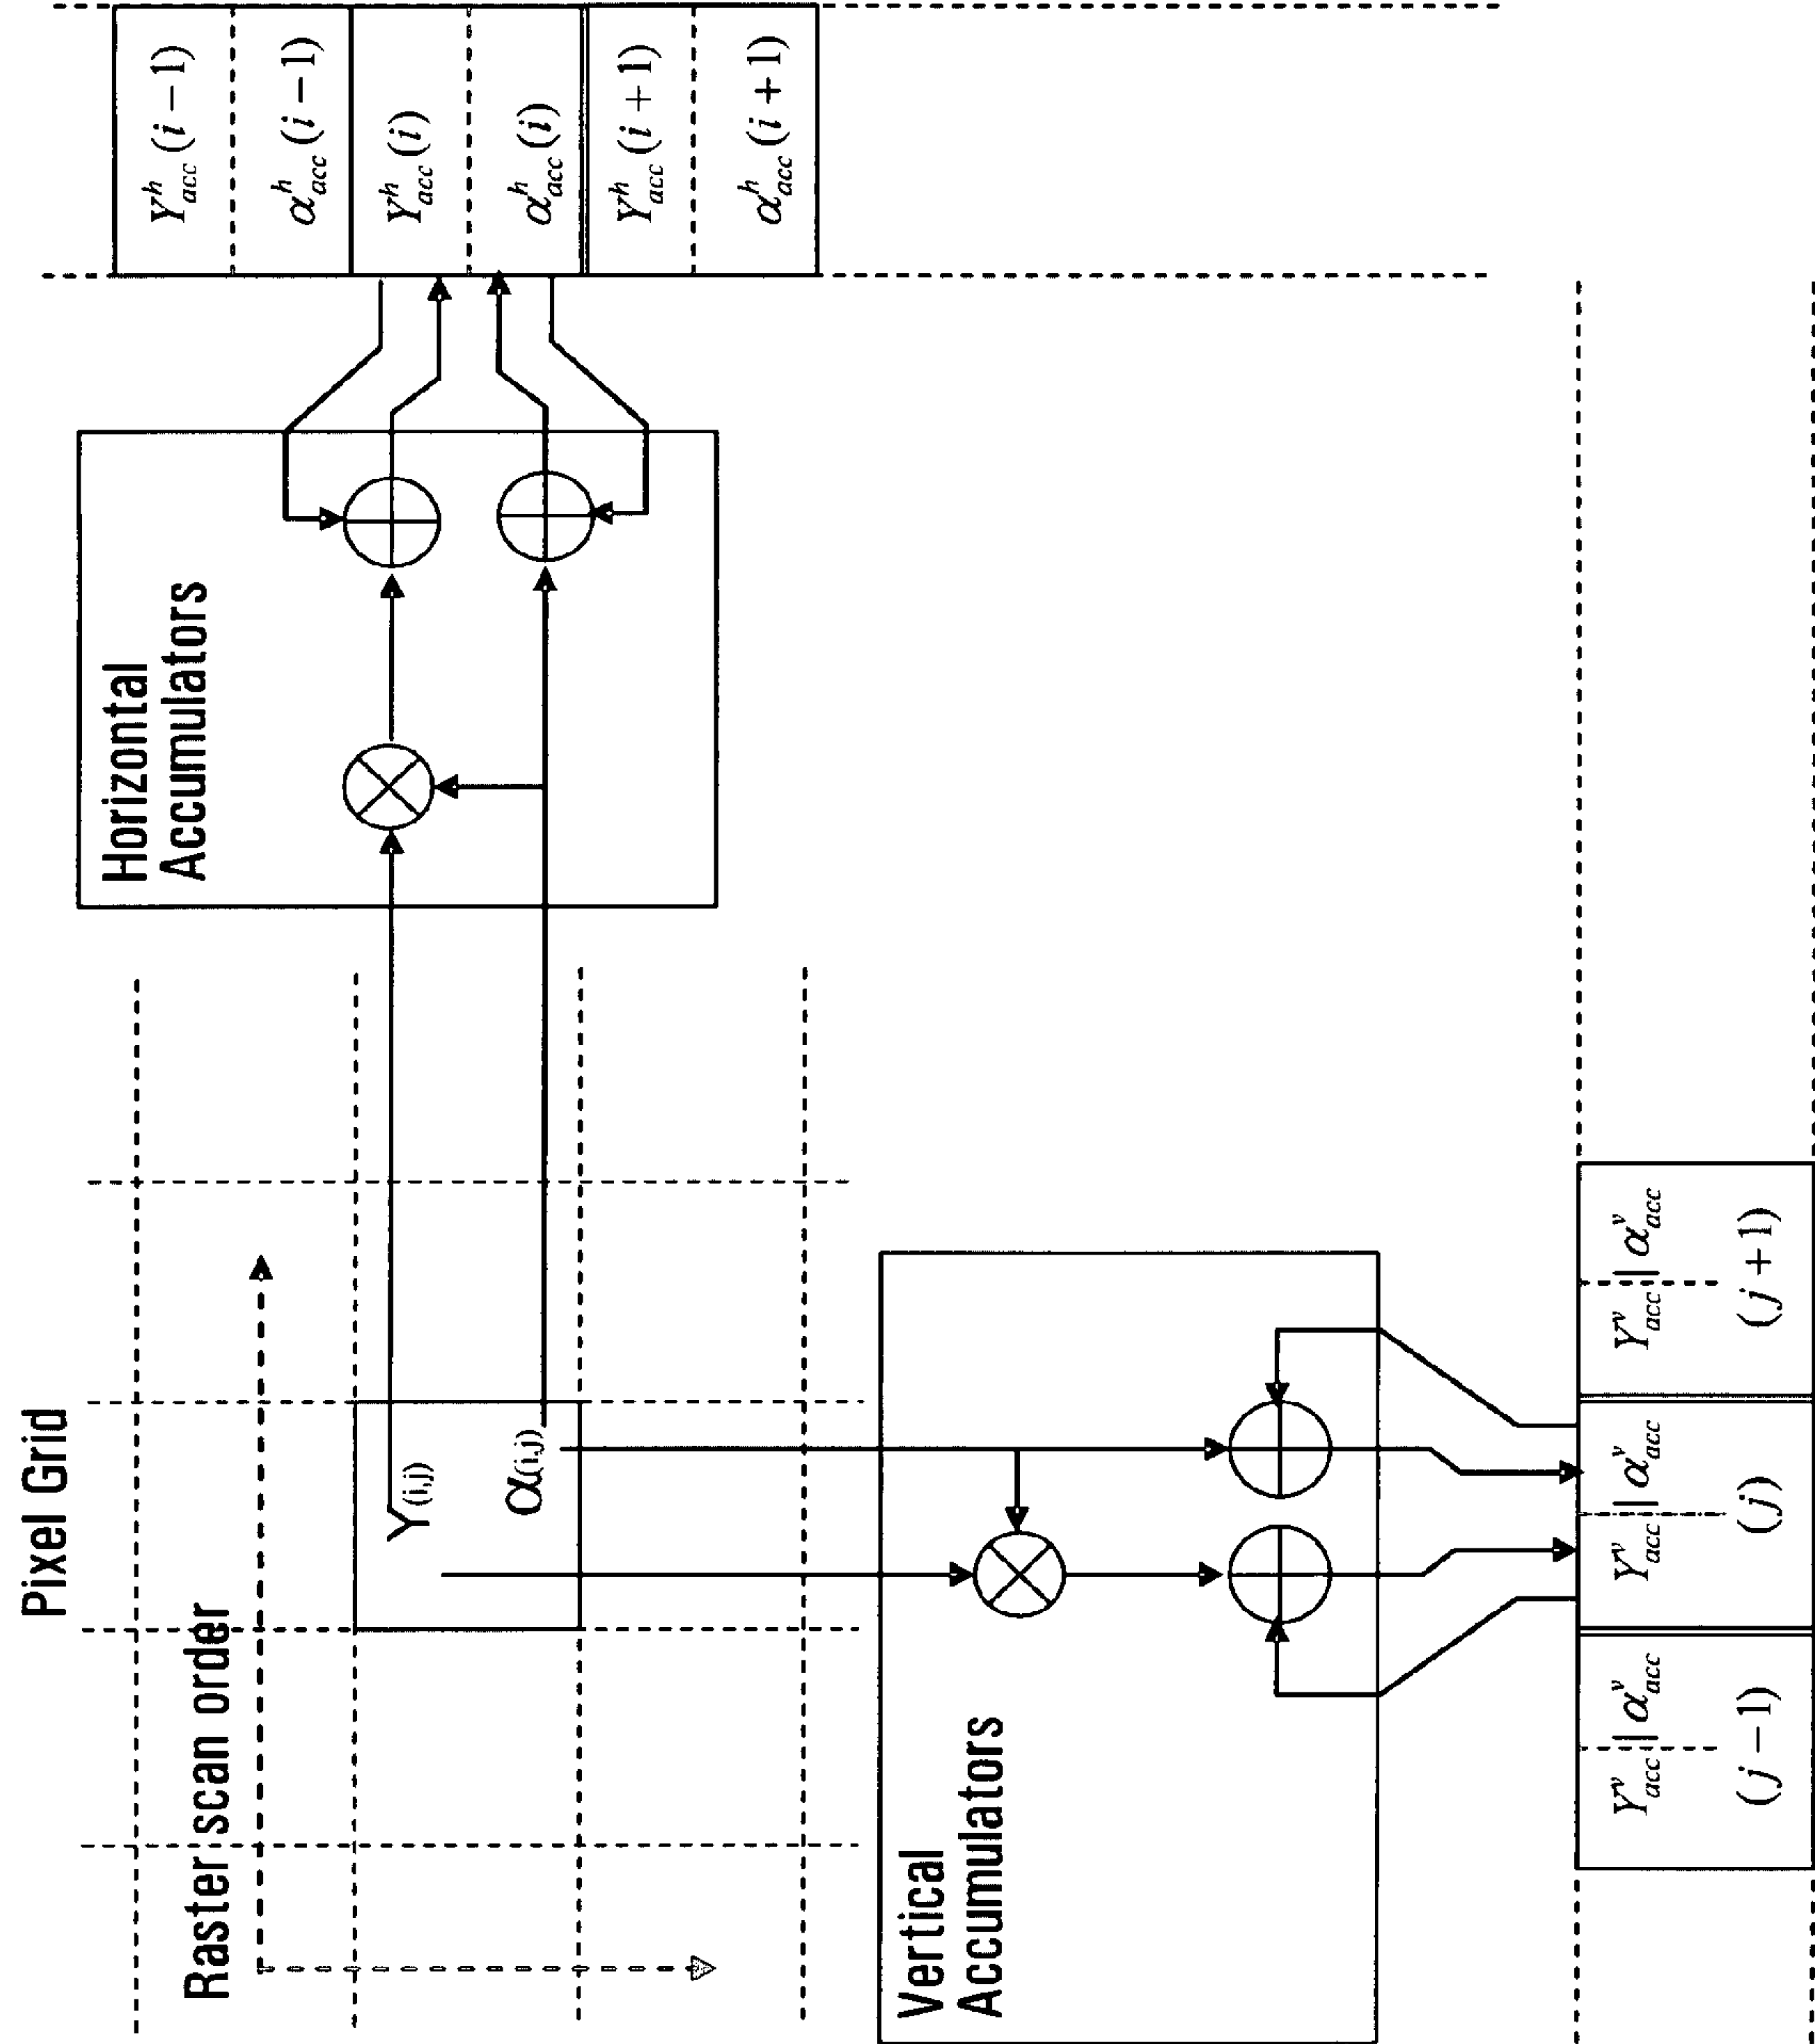 Pixel Grid
Raster scan order
Y(i,j)
α(i,j)
Horizontal
Accumulators
Y^h_acc (i − 1)
α^h_acc (i − 1)
Y^h_acc (i)
α^h_acc (i)
Y^h_acc (i + 1)
α^h_acc (i + 1)
Vertical
Accumulators
Y^v_acc | α^v_acc
(j − 1)
Y^v_acc | α^v_acc
(j)
Y^v_acc | α^v_acc
(j + 1)